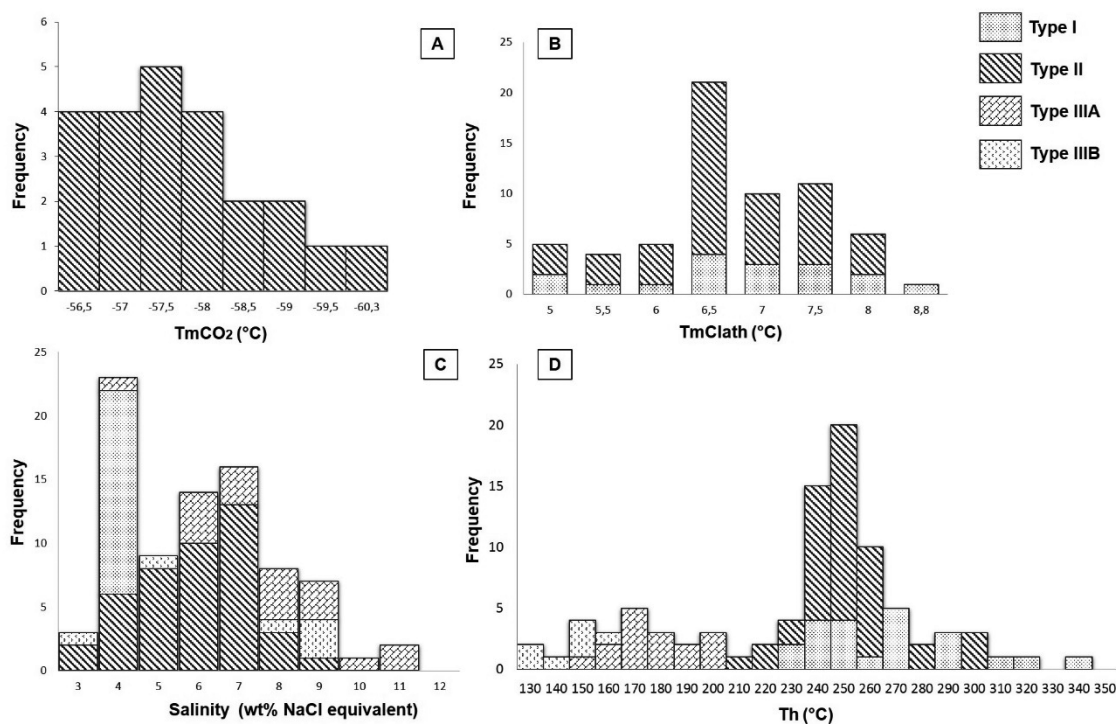 A
6
5
4
3
2
1
0
Frequency
-56,5 -57 -57,5 -58 -58,5 -59 -59,5 -60,3
TmCO2 (°C)
B
25
20
15
10
5
0
Frequency
5 5,5 6 6,5 7 7,5 8 8,8
TmClath (°C)
Type I
Type II
Type IIIA
Type IIIB
C
25
20
15
10
5
0
Frequency
3 4 5 6 7 8 9 10 11 12
Salinity (wt% NaCl equivalent)
D
25
20
15
10
5
0
Frequency
130 140 150 160 170 180 190 200 210 220 230 240 250 260 270 280 290 300 310 320 330 340 350
Th (°C)